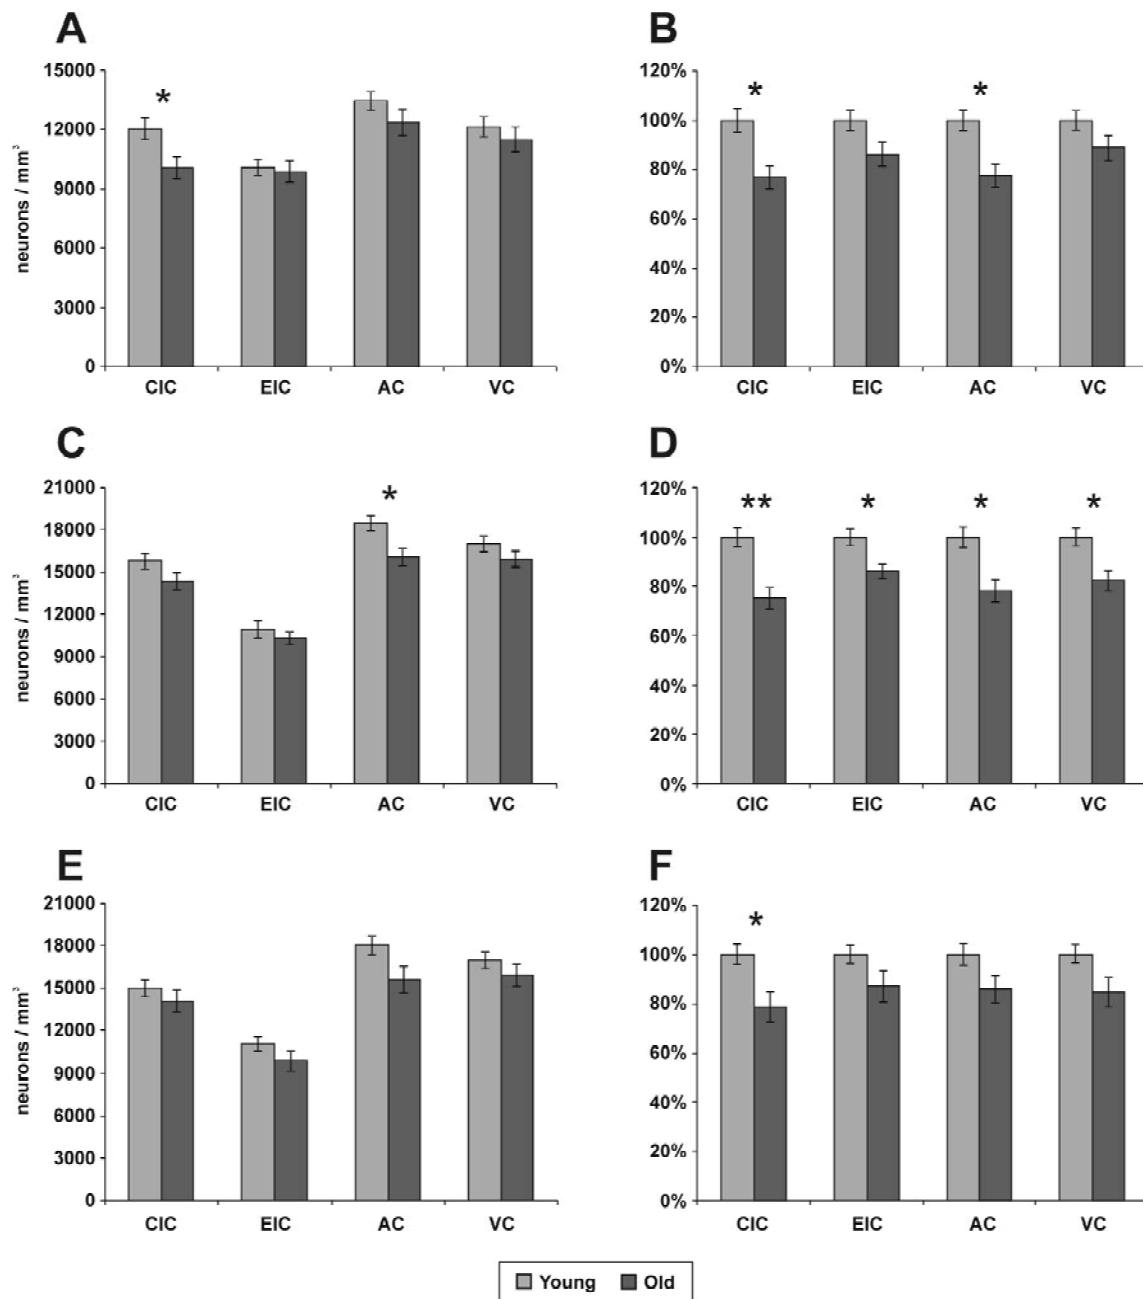 A
15000
12000
9000
6000
3000
0
neurons / mm³
*
CIC EIC AC VC
B
120%
100%
80%
60%
40%
20%
0%
* *
CIC EIC AC VC
C
21000
18000
15000
12000
9000
6000
3000
0
neurons / mm³
*
CIC EIC AC VC
D
120%
100%
80%
60%
40%
20%
0%
** * * *
CIC EIC AC VC
E
21000
18000
15000
12000
9000
6000
3000
0
neurons / mm³
CIC EIC AC VC
F
120%
100%
80%
60%
40%
20%
0%
*
CIC EIC AC VC
Young Old